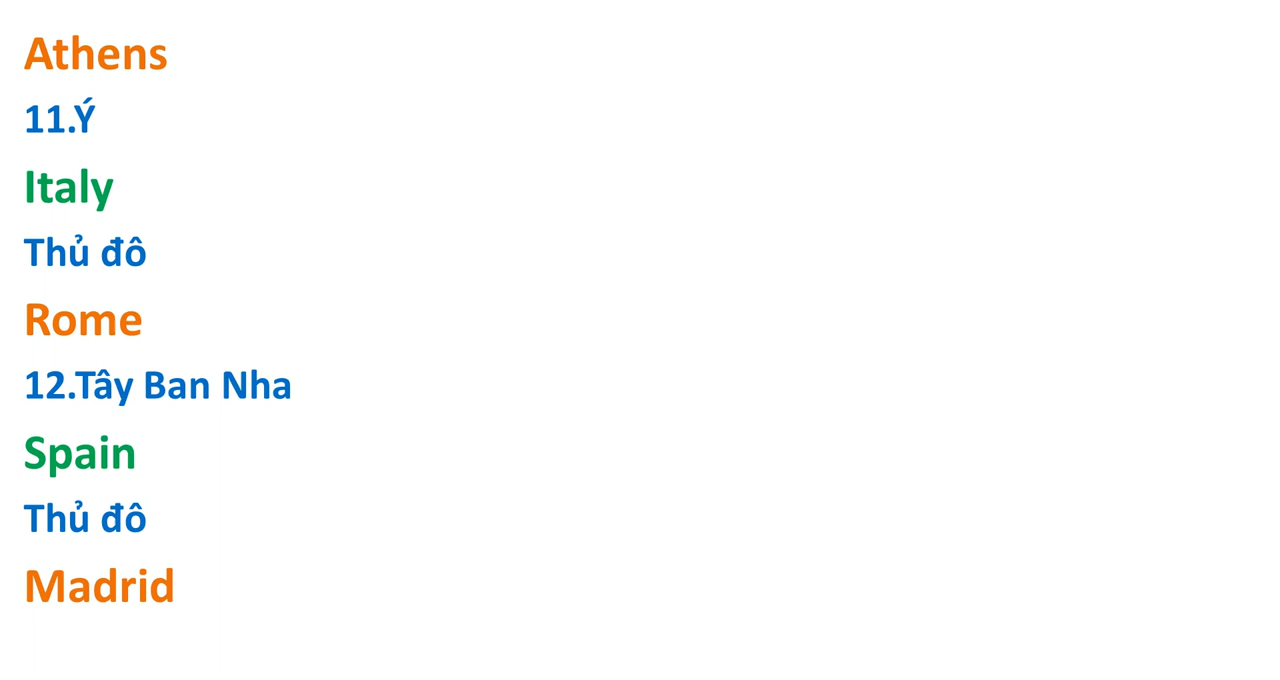 Athens
11.Ý
Italy
Thủ đô
Rome
12.Tây Ban Nha
Spain
Thủ đô
Madrid